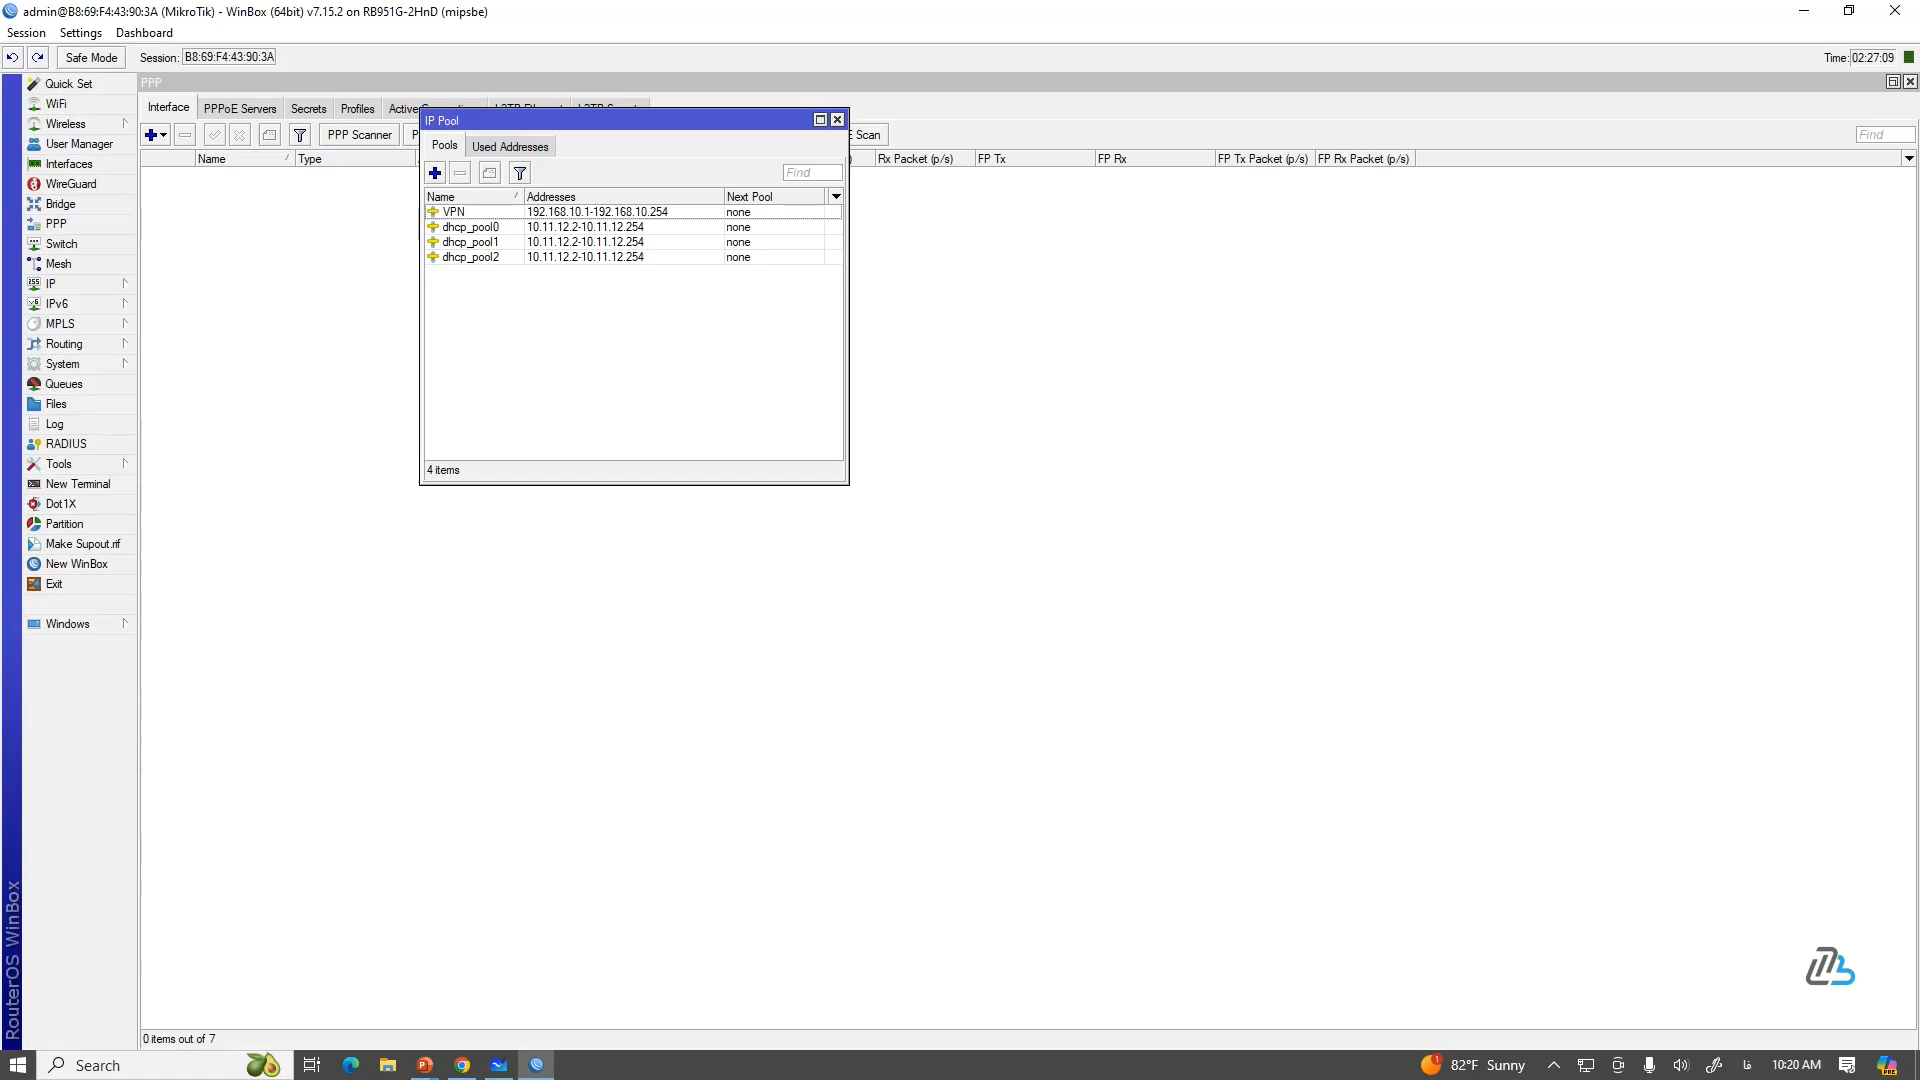 admin@B8:69:F4:43:90:3A (MikroTik) - WinBox (64bit) v7.15.2 on RB951G-2HnD (mipsbe)
Session Settings Dashboard
Safe Mode Session: B8:69:F4:43:90:3A Time: 02:27:09
Quick Set
WiFi
Wireless
User Manager
Interfaces
WireGuard
Bridge
PPP
Switch
Mesh
IP
IPv6
MPLS
Routing
System
Queues
Files
Log
RADIUS
Tools
New Terminal
Dot1X
Partition
Make Supout.rif
New WinBox
Exit
Windows
RouterOS WinBox
PPP
Interface PPPoE Servers Secrets Profiles
PPP Scanner Scan Find
Name Type Rx Packet (p/s) FP Tx FP Rx FP Tx Packet (p/s) FP Rx Packet (p/s)
IP Pool
Pools Used Addresses
Find
Name Addresses Next Pool
VPN 192.168.10.1-192.168.10.254 none
dhcp_pool0 10.11.12.2-10.11.12.254 none
dhcp_pool1 10.11.12.2-10.11.12.254 none
dhcp_pool2 10.11.12.2-10.11.12.254 none
4 items
0 items out of 7
Search 82°F Sunny فا 10:20 AM